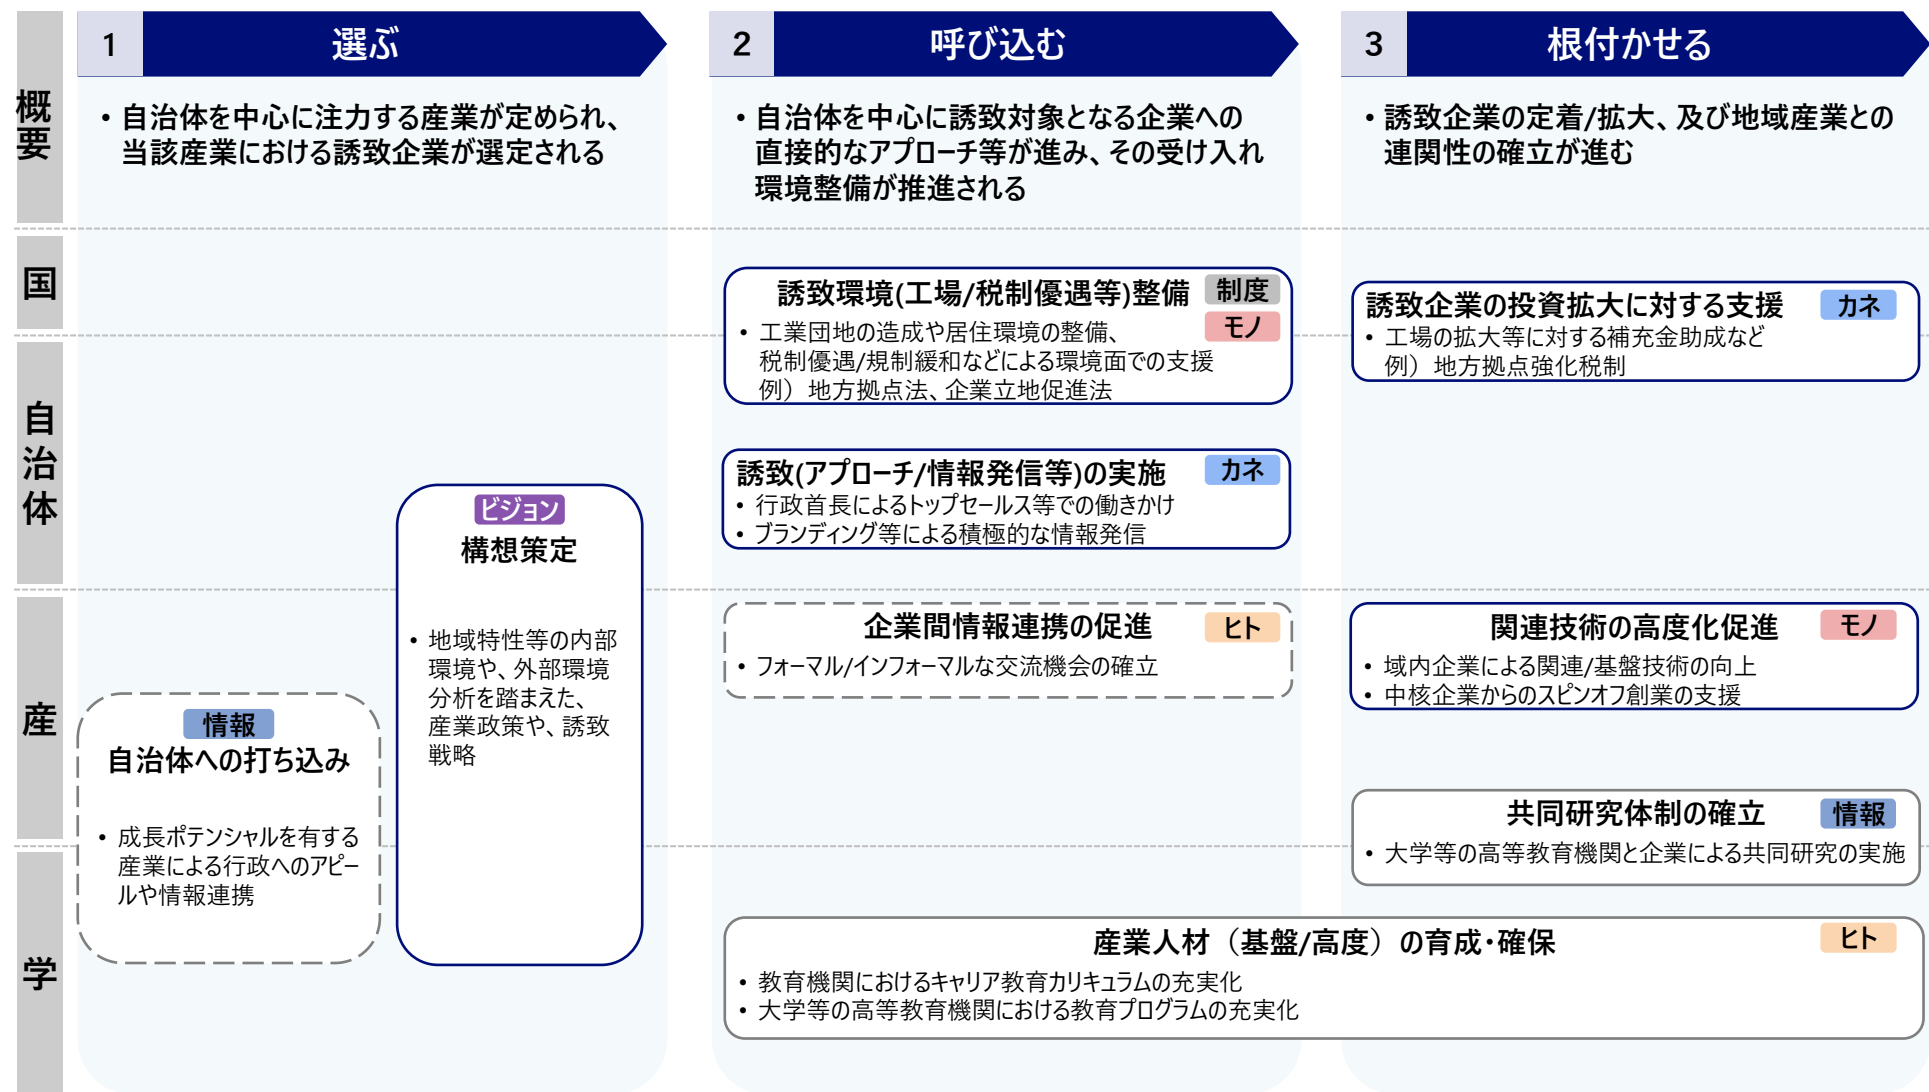 1
選ぶ
2
呼び込む
3
根付かせる
概要
・自治体を中心に注力する産業が定められ、
当該産業における誘致企業が選定される
・自治体を中心に誘致対象となる企業への
直接的なアプローチ等が進み、その受け入れ
環境整備が推進される
・誘致企業の定着/拡大、及び地域産業との
連関性の確立が進む
国
自治体
産
学
情報
自治体への打ち込み
・成長ポテンシャルを有する
産業による行政へのアピー
ルや情報連携
ビジョン
構想策定
・地域特性等の内部
環境や、外部環境
分析を踏まえた、
産業政策や、誘致
戦略
誘致環境(工場/税制優遇等)整備
制度
モノ
・工業団地の造成や居住環境の整備、
税制優遇/規制緩和などによる環境面での支援
例）地方拠点法、企業立地促進法
誘致(アプローチ/情報発信等)の実施
カネ
・行政首長によるトップセールス等での働きかけ
・ブランディング等による積極的な情報発信
企業間情報連携の促進
ヒト
・フォーマル/インフォーマルな交流機会の確立
誘致企業の投資拡大に対する支援
カネ
・工場の拡大等に対する補充金助成など
例）地方拠点強化税制
関連技術の高度化促進
モノ
・域内企業による関連/基盤技術の向上
・中核企業からのスピンオフ創業の支援
共同研究体制の確立
情報
・大学等の高等教育機関と企業による共同研究の実施
産業人材（基盤/高度）の育成・確保
ヒト
・教育機関におけるキャリア教育カリキュラムの充実化
・大学等の高等教育機関における教育プログラムの充実化